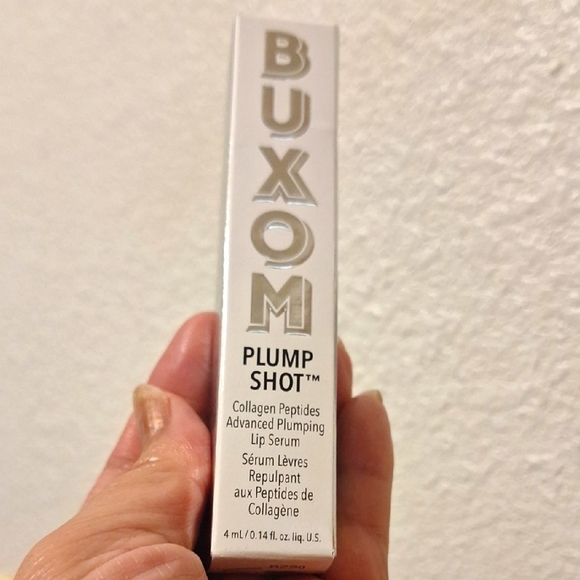 BUXOM
PLUMP
SHOT™
Collagen Peptides
Advanced Plumping
Lip Serum
Sérum Lèvres
Repulpant
aux Peptides de
Collagène
4 mL/0.14 fl. oz. liq. U.S.